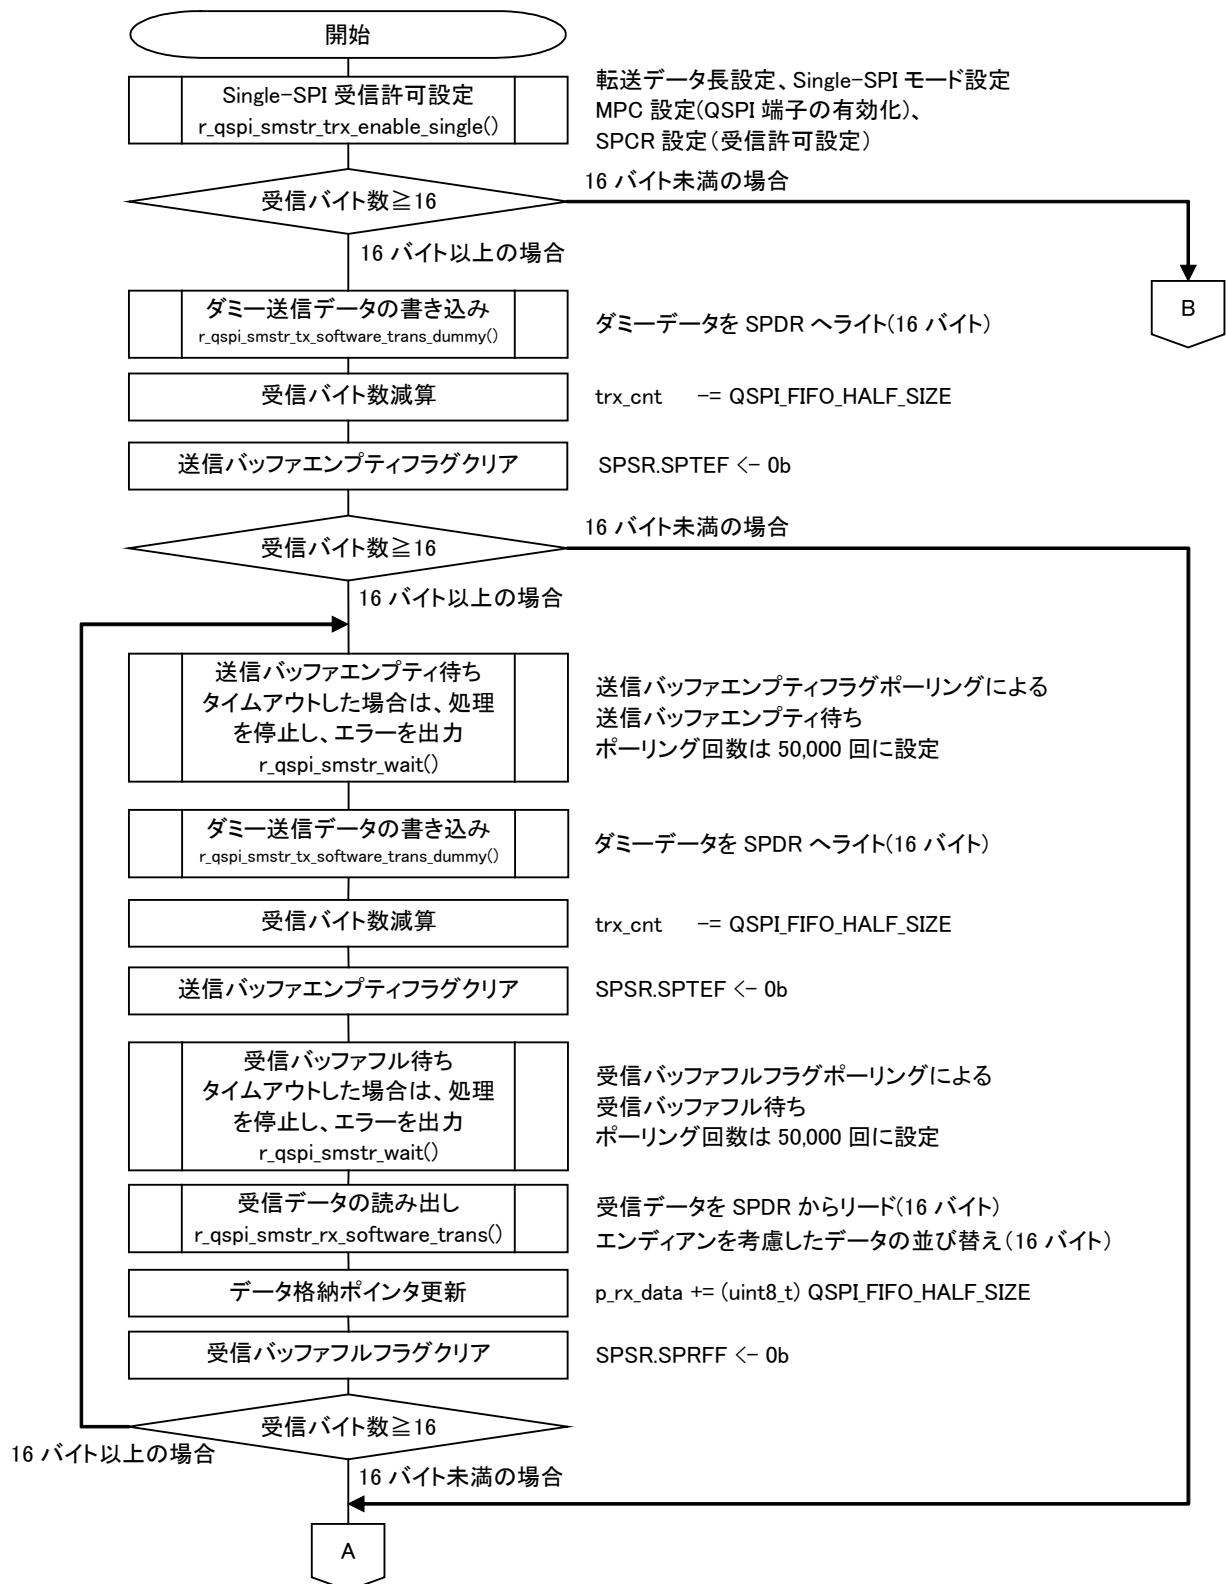 開始
Single-SPI 受信許可設定
r_qspi_smstr_trx_enable_single()
転送データ長設定、Single-SPI モード設定
MPC 設定(QSPI 端子の有効化)、
SPCR 設定(受信許可設定)
受信バイト数≧16
16 バイト未満の場合
16 バイト以上の場合
B
ダミー送信データの書き込み
r_qspi_smstr_tx_software_trans_dummy()
ダミーデータを SPDR へライト(16 バイト)
受信バイト数減算
trx_cnt -= QSPI_FIFO_HALF_SIZE
送信バッファエンプティフラグクリア
SPSR.SPTEF <- 0b
受信バイト数≧16
16 バイト未満の場合
16 バイト以上の場合
送信バッファエンプティ待ち
タイムアウトした場合は、処理
を停止し、エラーを出力
r_qspi_smstr_wait()
送信バッファエンプティフラグポーリングによる
送信バッファエンプティ待ち
ポーリング回数は 50,000 回に設定
ダミー送信データの書き込み
r_qspi_smstr_tx_software_trans_dummy()
ダミーデータを SPDR へライト(16 バイト)
受信バイト数減算
trx_cnt -= QSPI_FIFO_HALF_SIZE
送信バッファエンプティフラグクリア
SPSR.SPTEF <- 0b
受信バッファフル待ち
タイムアウトした場合は、処理
を停止し、エラーを出力
r_qspi_smstr_wait()
受信バッファフルフラグポーリングによる
受信バッファフル待ち
ポーリング回数は 50,000 回に設定
受信データの読み出し
r_qspi_smstr_rx_software_trans()
受信データを SPDR からリード(16 バイト)
エンディアンを考慮したデータの並び替え(16 バイト)
データ格納ポインタ更新
p_rx_data += (uint8_t) QSPI_FIFO_HALF_SIZE
受信バッファフルフラグクリア
SPSR.SPRFF <- 0b
受信バイト数≧16
16 バイト以上の場合
16 バイト未満の場合
A